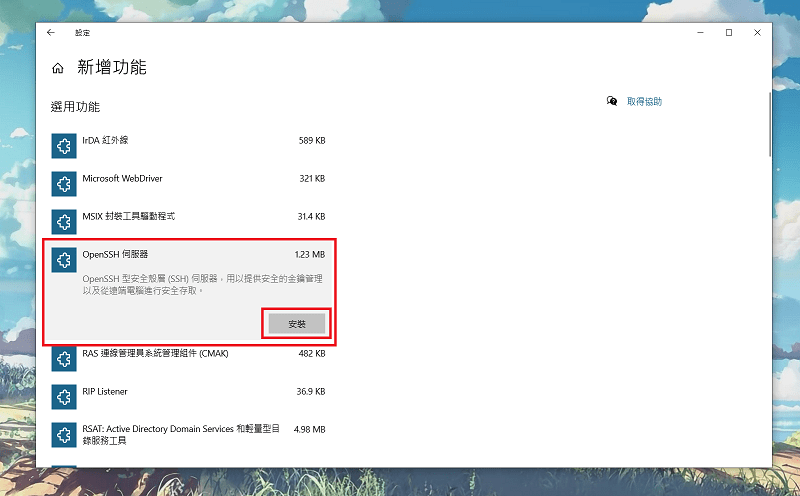 設定
新增功能
選用功能
取得協助
IrDA 紅外線 589 KB
Microsoft WebDriver 321 KB
MSIX 封裝工具驅動程式 31.4 KB
OpenSSH 伺服器 1.23 MB
OpenSSH 型安全殼層 (SSH) 伺服器，用以提供安全的金鑰管理
以及從遠端電腦進行安全存取。
安裝
RAS 連線管理員系統管理組件 (CMAK) 482 KB
RIP Listener 36.9 KB
RSAT: Active Directory Domain Services 和輕量型目 4.98 MB
錄服務工具